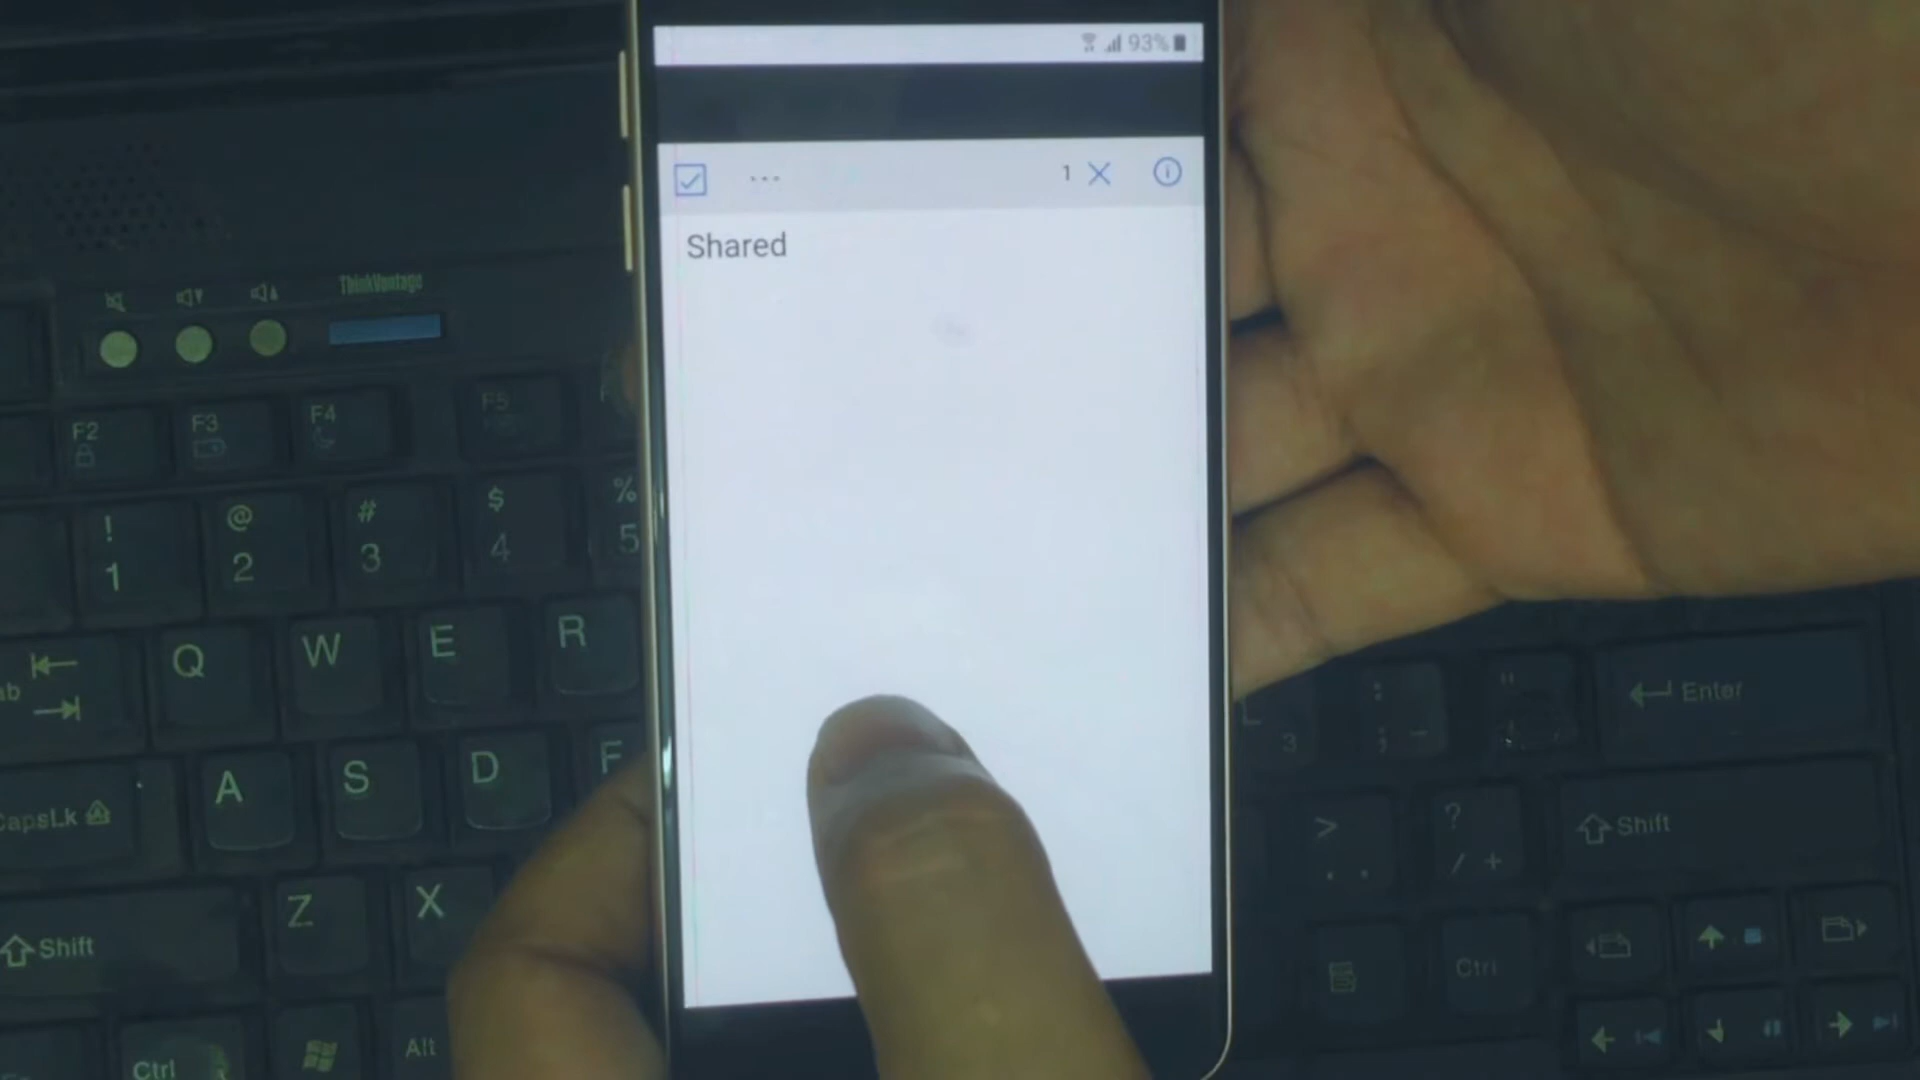 93%
... 1
Shared
ThinkVantage
F2 F3 F4 F5
! @ # $ %
1 2 3 4 5
Q W E R
Enter
A S D F
CapsLk
: "
; 3
> ?
. / +
Shift
Z X
Shift
Ctrl
Ctrl Alt